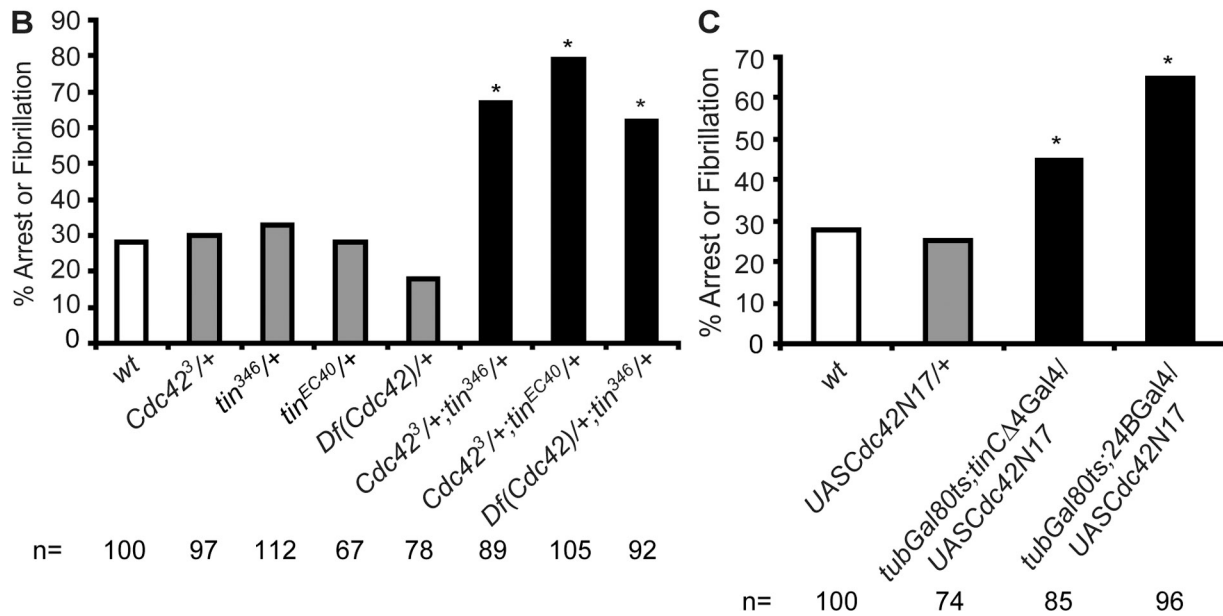 B
% Arrest or Fibrillation
90
80
70
60
50
40
30
20
10
0
*
*
*
wt
Cdc42³/+
tin³⁴⁶/+
tinᴱᶜ⁴⁰/+
Df(Cdc42)/+
Cdc42³/+;tin³⁴⁶/+
Cdc42³/+;tinᴱᶜ⁴⁰/+
Df(Cdc42)/+;tin³⁴⁶/+
n= 100 97 112 67 78 89 105 92
C
% Arrest or Fibrillation
70
60
50
40
30
20
10
0
*
*
wt
UASCdc42N17/+
tubGal80ts;tinCΔ4Gal4/
UASCdc42N17
tubGal80ts;24BGal4/
UASCdc42N17
n= 100 74 85 96